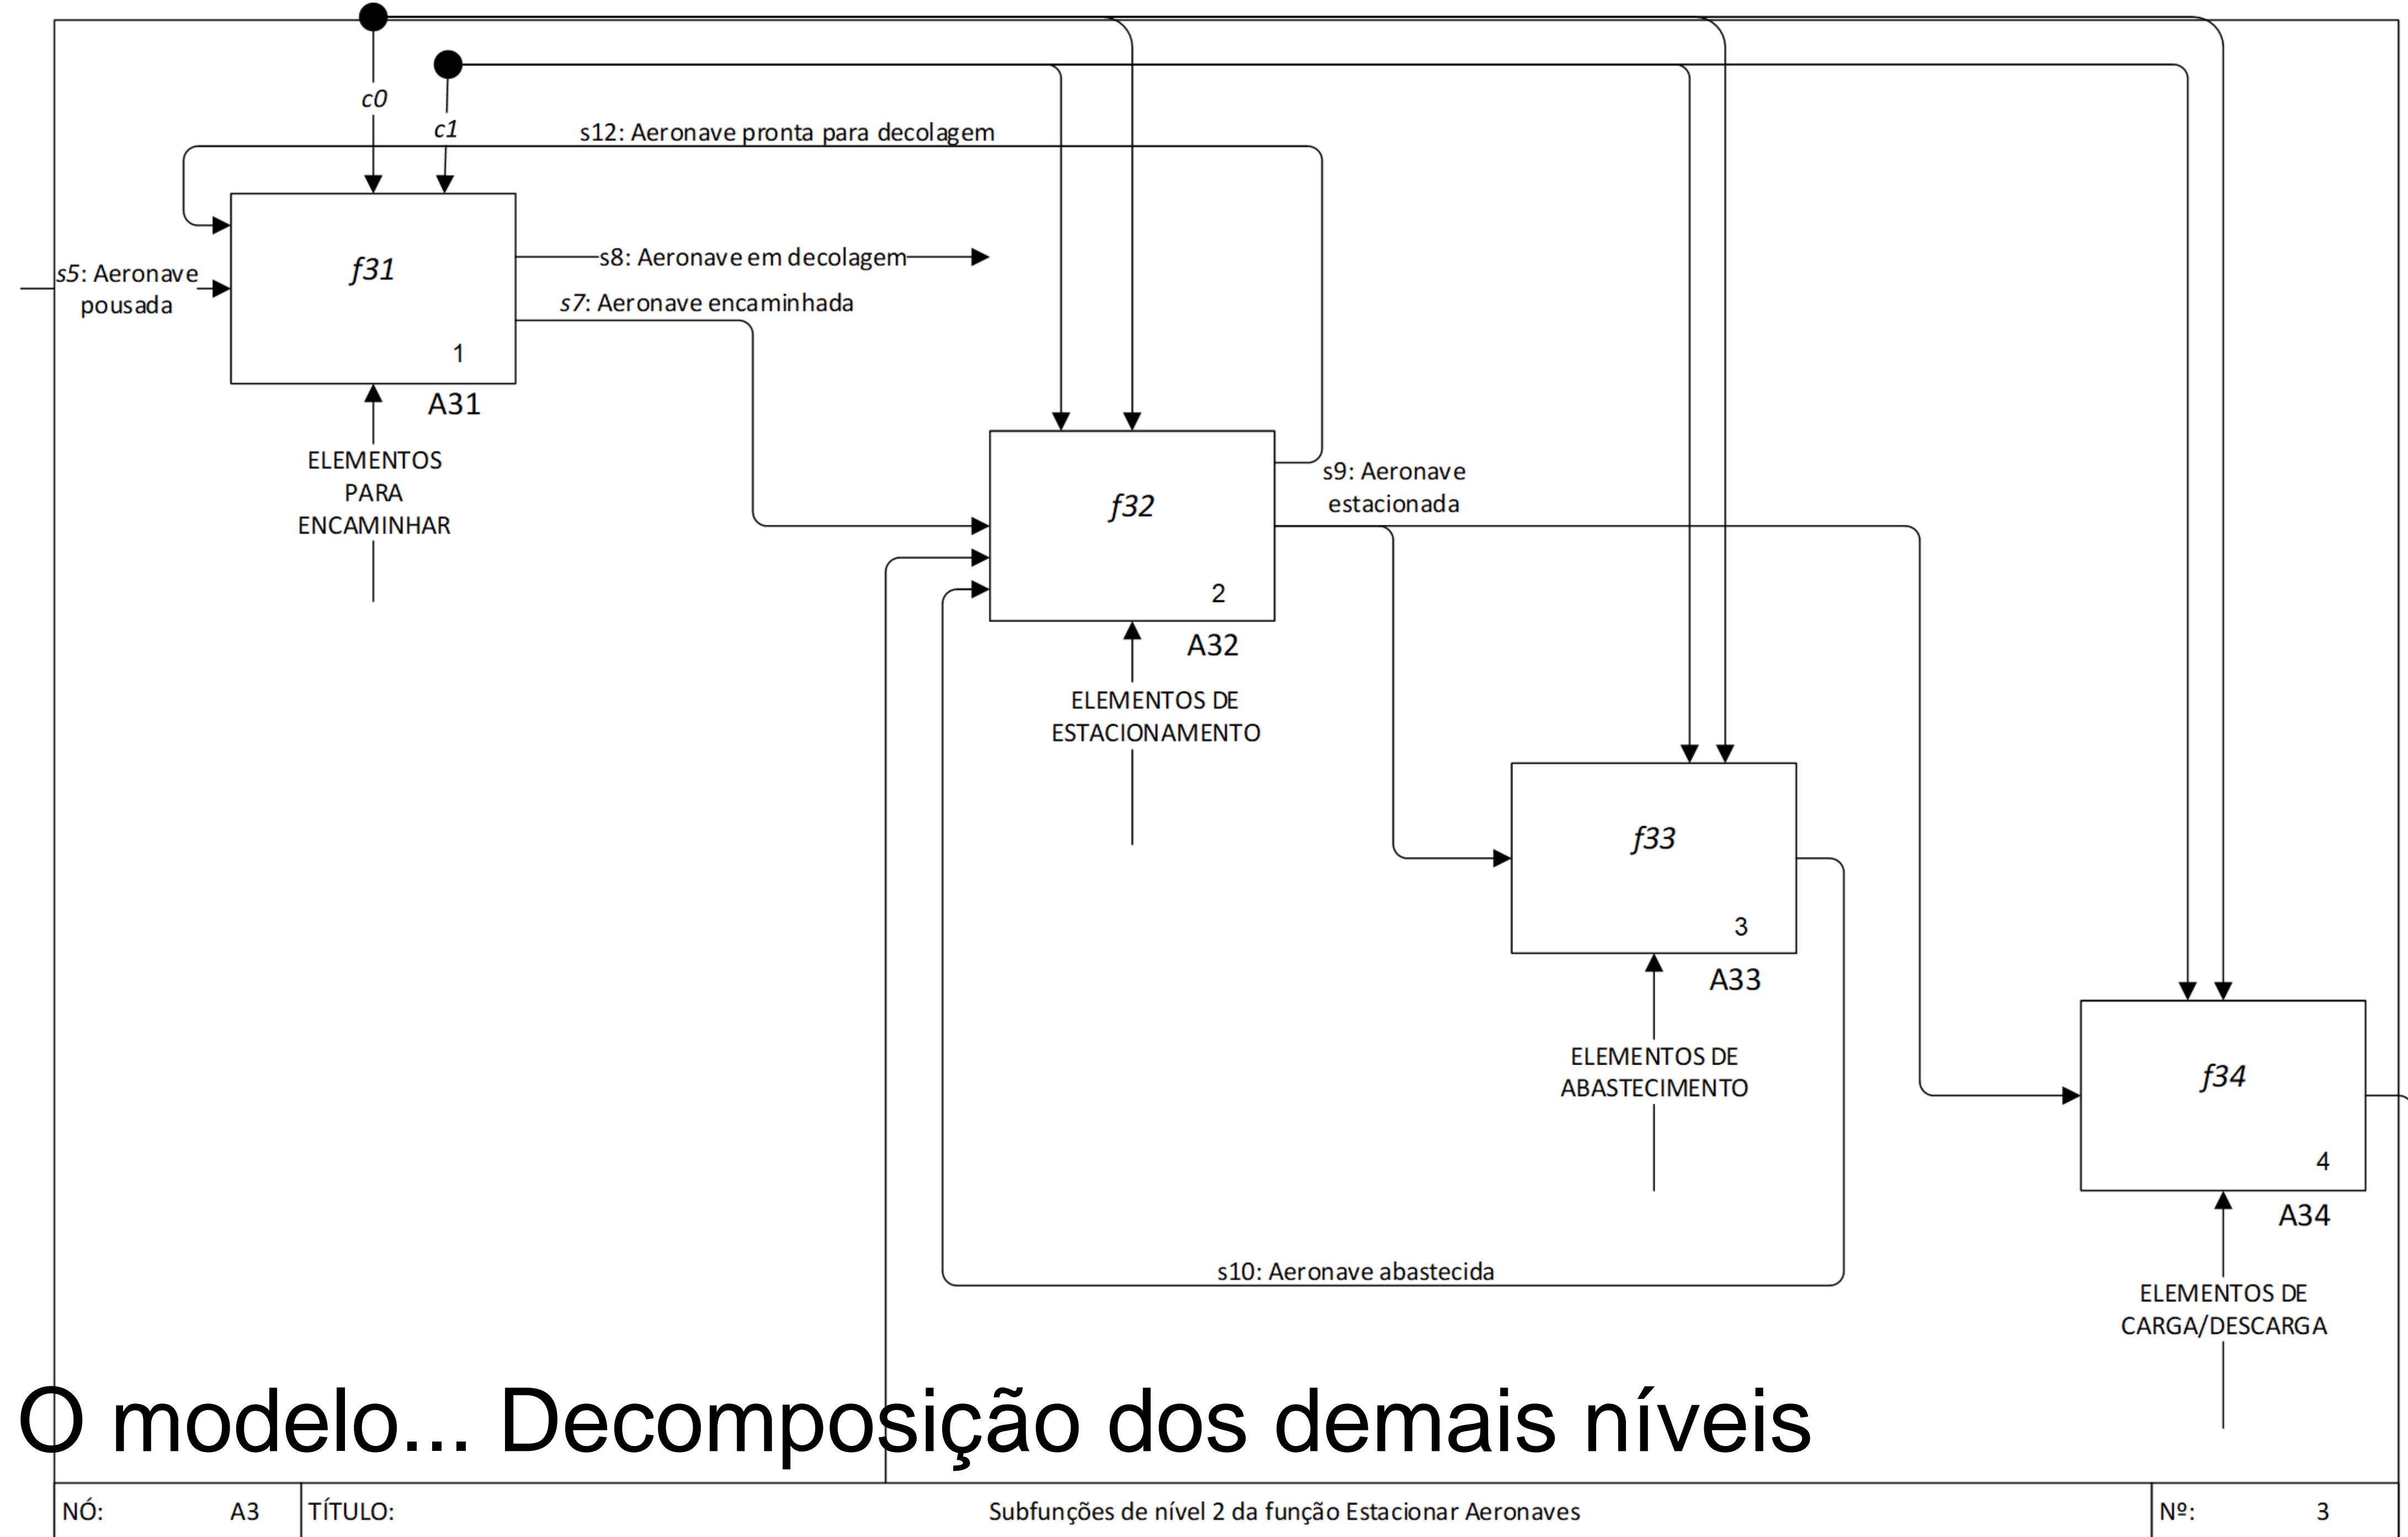 c0
c1
s12: Aeronave pronta para decolagem
f31
s5: Aeronave
pousada
s8: Aeronave em decolagem
s7: Aeronave encaminhada
1
A31
ELEMENTOS
PARA
ENCAMINHAR
s9: Aeronave
estacionada
f32
2
A32
ELEMENTOS DE
ESTACIONAMENTO
f33
3
A33
ELEMENTOS DE
ABASTECIMENTO
f34
4
A34
s10: Aeronave abastecida
ELEMENTOS DE
CARGA/DESCARGA
O modelo... Decomposição dos demais níveis
NÓ: A3 TÍTULO: Subfunções de nível 2 da função Estacionar Aeronaves Nº: 3